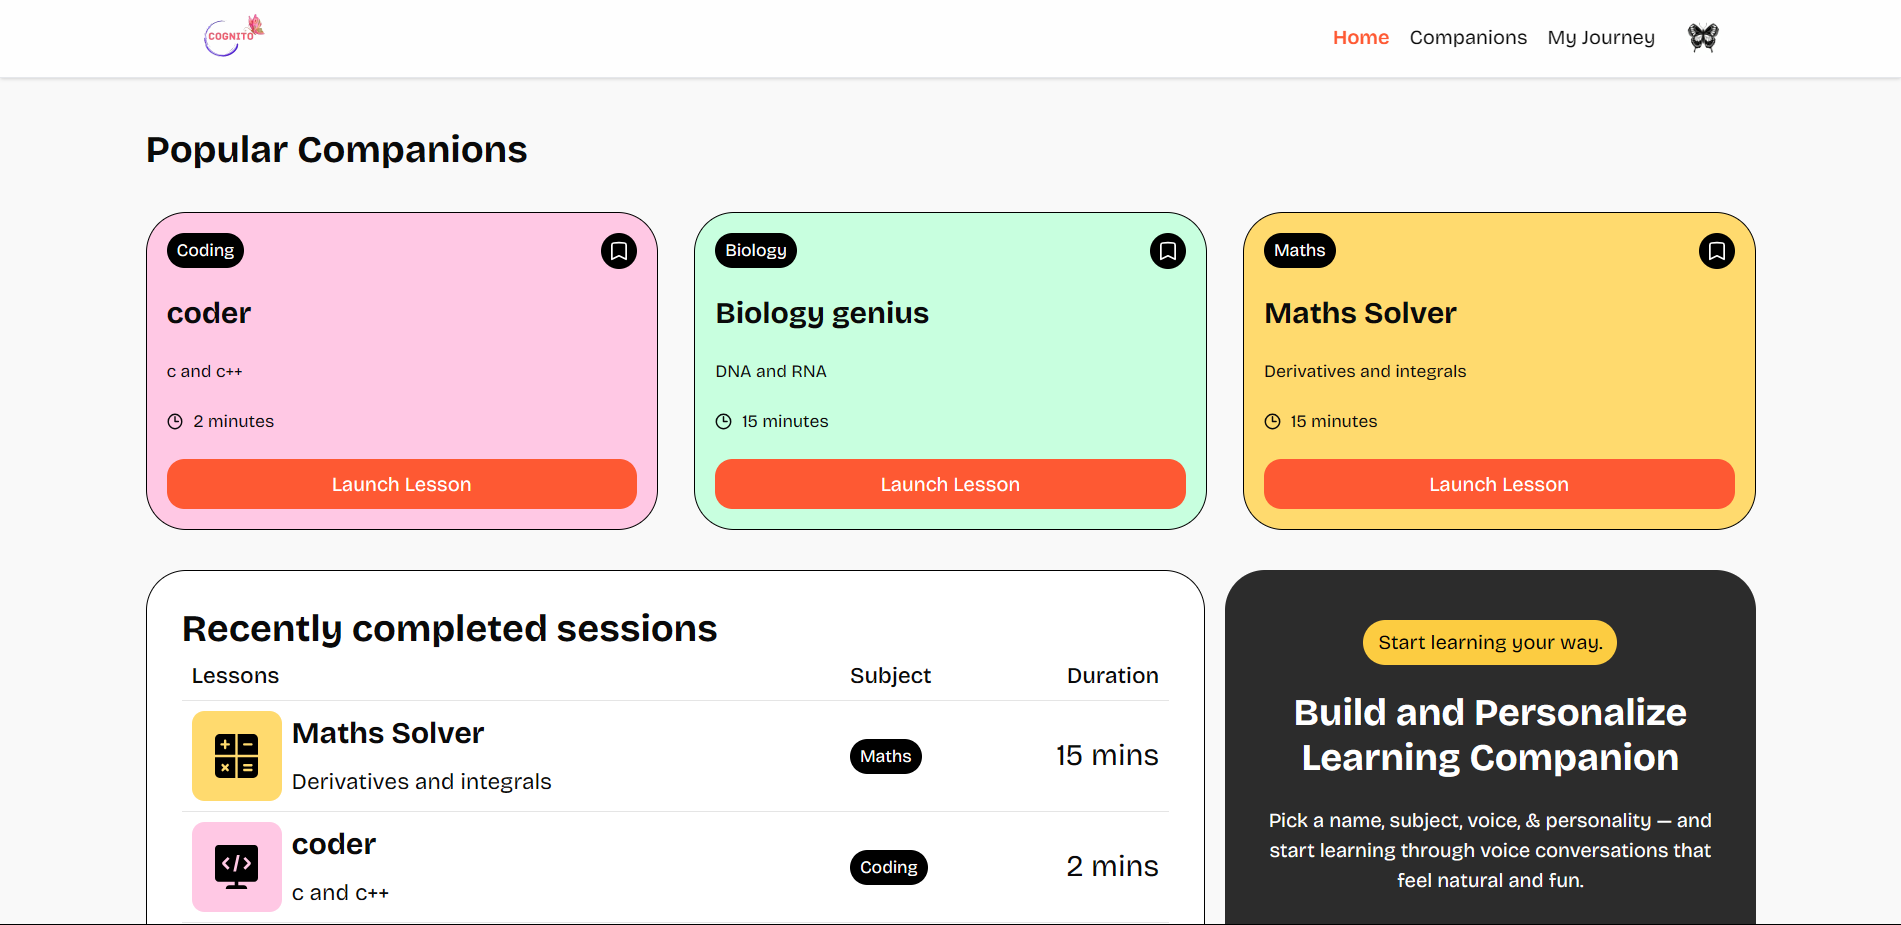 COGNITO
Home Companions My Journey
Popular Companions
Coding
coder
c and c++
2 minutes
Launch Lesson
Biology
Biology genius
DNA and RNA
15 minutes
Launch Lesson
Maths
Maths Solver
Derivatives and integrals
15 minutes
Launch Lesson
Recently completed sessions
Lessons Subject Duration
Maths Solver
Derivatives and integrals
Maths
15 mins
coder
c and c++
Coding
2 mins
Start learning your way.
Build and Personalize
Learning Companion
Pick a name, subject, voice, & personality — and
start learning through voice conversations that
feel natural and fun.